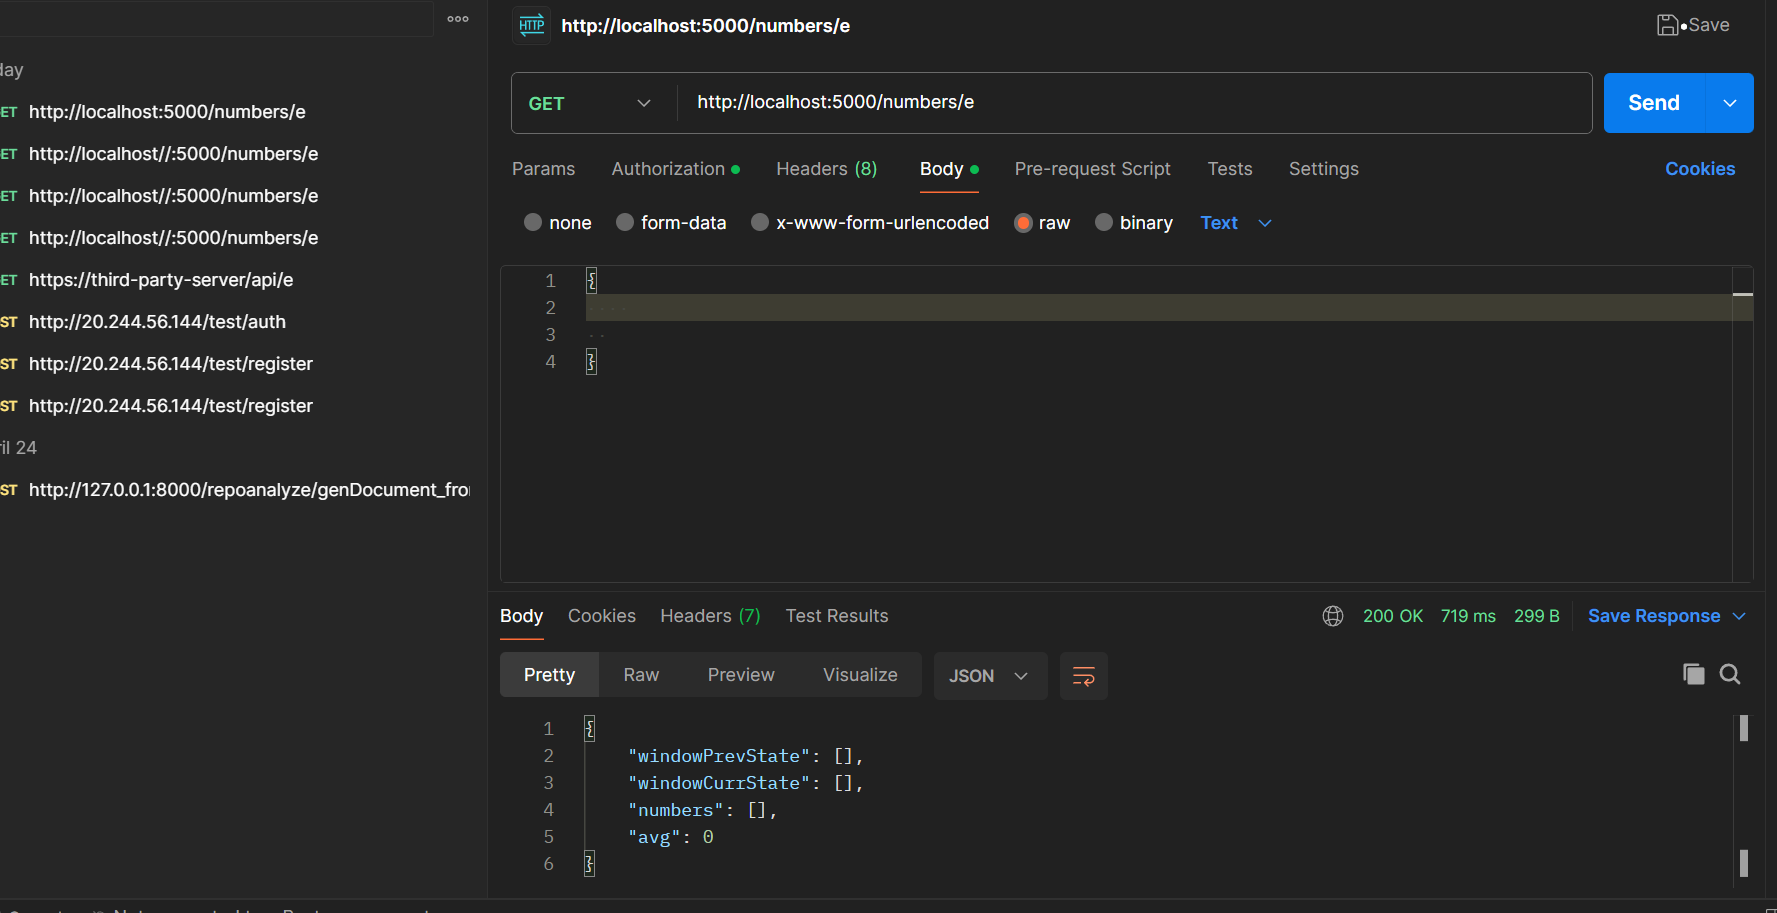 HTTP http://localhost:5000/numbers/e Save
day
ET http://localhost:5000/numbers/e
ET http://localhost//:5000/numbers/e
ET http://localhost//:5000/numbers/e
ET http://localhost//:5000/numbers/e
ET https://third-party-server/api/e
ST http://20.244.56.144/test/auth
ST http://20.244.56.144/test/register
ST http://20.244.56.144/test/register
ril 24
ST http://127.0.0.1:8000/repoanalyze/genDocument_fro
GET http://localhost:5000/numbers/e Send
Params Authorization Headers (8) Body Pre-request Script Tests Settings Cookies
none form-data x-www-form-urlencoded raw binary Text
1 {
2
3
4 }
Body Cookies Headers (7) Test Results 200 OK 719 ms 299 B Save Response
Pretty Raw Preview Visualize JSON
1 {
2 "windowPrevState": [],
3 "windowCurrState": [],
4 "numbers": [],
5 "avg": 0
6 }